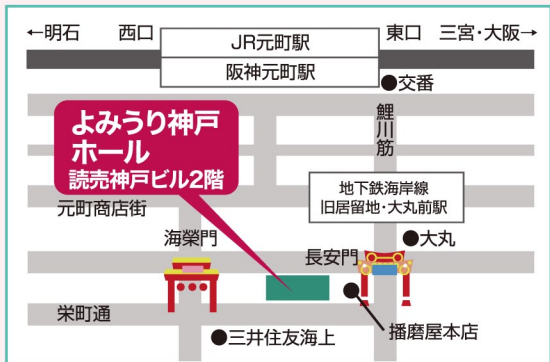 ←明石
西口
JR元町駅
阪神元町駅
東口
三宮・大阪→
●交番
鯉川筋
よみうり神戸
ホール
読売神戸ビル2階
地下鉄海岸線
旧居留地・大丸前駅
元町商店街
海榮門
長安門
●大丸
栄町通
●三井住友海上
播磨屋本店